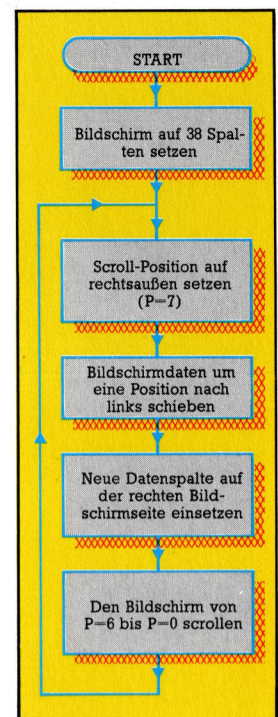 START
Bildschirm auf 38 Spal-
ten setzen
Scroll-Position auf
rechtsaußen setzen
(P=7)
Bildschirmdaten um
eine Position nach
links schieben
Neue Datenspalte auf
der rechten Bild-
schirmseite einsetzen
Den Bildschirm von
P=6 bis P=0 scrollen